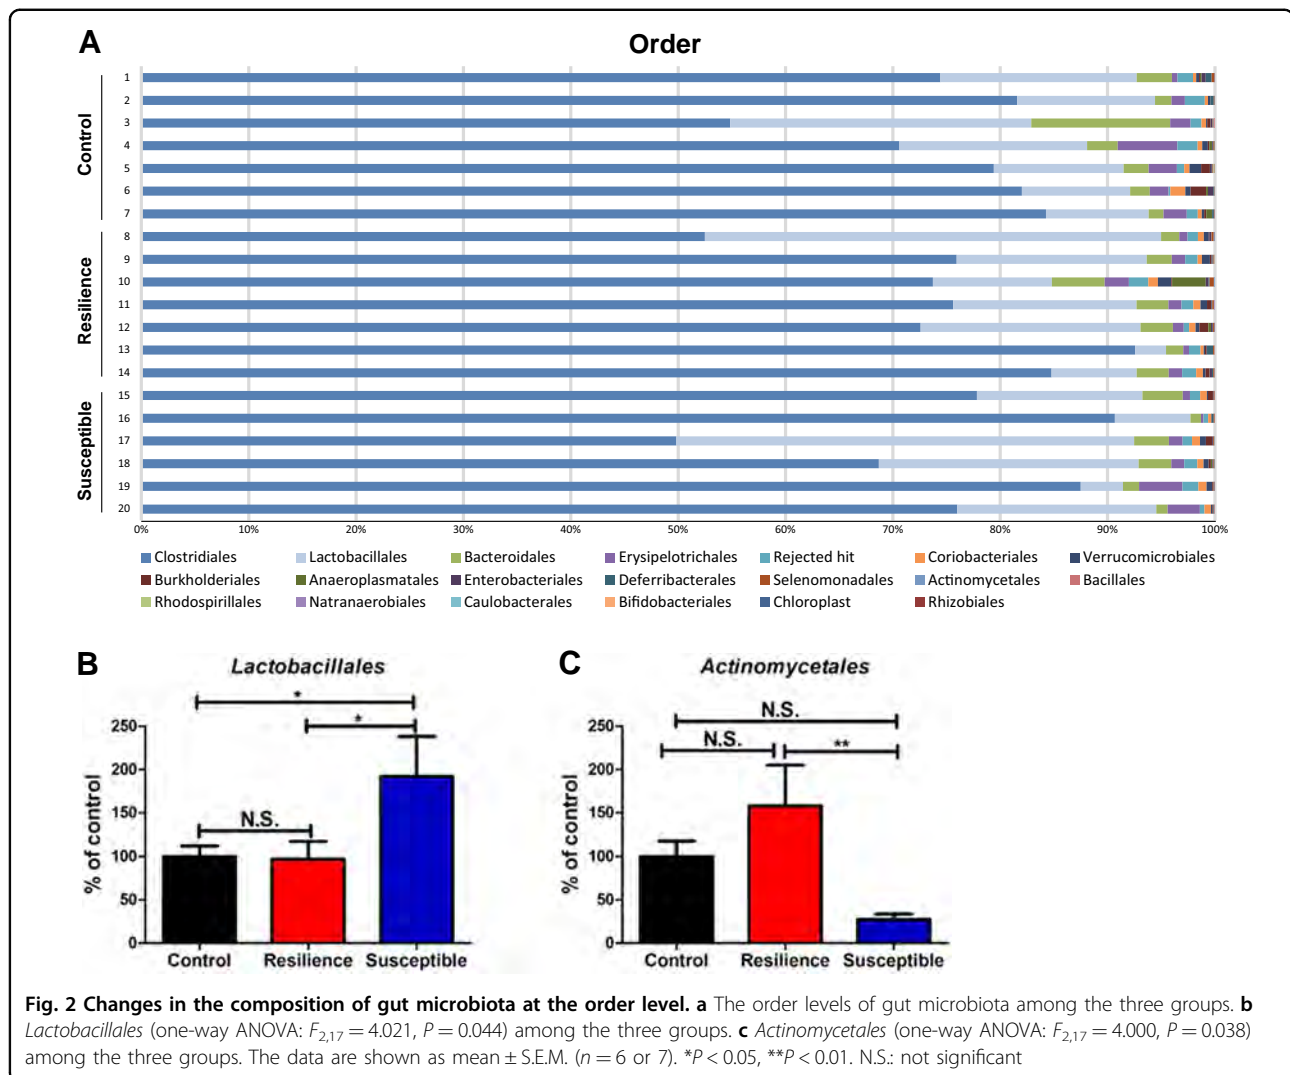 A
Order
Control
Resilience
Susceptible
1
2
3
4
5
6
7
8
9
10
11
12
13
14
15
16
17
18
19
20
0% 10% 20% 30% 40% 50% 60% 70% 80% 90% 100%
Clostridiales Lactobacillales Bacteroidales Erysipelotrichales Rejected hit Coriobacteriales Verrucomicrobiales
Burkholderiales Anaeroplasmatales Enterobacteriales Deferribacterales Selenomonadales Actinomycetales Bacillales
Rhodospirillales Natranaerobiales Caulobacterales Bifidobacteriales Chloroplast Rhizobiales
B
Lactobacillales
*
*
N.S.
% of control
250
200
150
100
50
0
Control Resilience Susceptible
C
Actinomycetales
N.S.
N.S.
**
% of control
250
200
150
100
50
0
Control Resilience Susceptible
Fig. 2 Changes in the composition of gut microbiota at the order level. a The order levels of gut microbiota among the three groups. b
Lactobacillales (one-way ANOVA: F2,17 = 4.021, P = 0.044) among the three groups. c Actinomycetales (one-way ANOVA: F2,17 = 4.000, P = 0.038)
among the three groups. The data are shown as mean ± S.E.M. (n = 6 or 7). *P < 0.05, **P < 0.01. N.S.: not significant